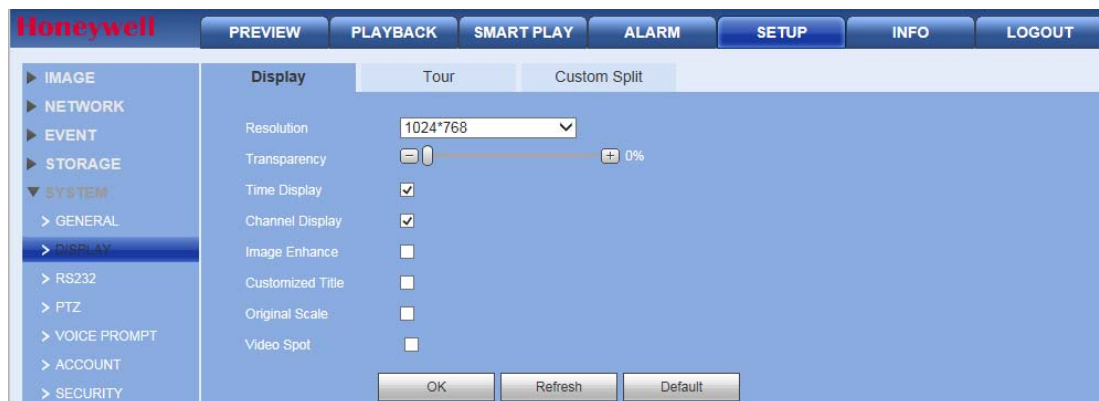 Honeywell
PREVIEW PLAYBACK SMART PLAY ALARM SETUP INFO LOGOUT
IMAGE
NETWORK
EVENT
STORAGE
SYSTEM
GENERAL
DISPLAY
RS232
PTZ
VOICE PROMPT
ACCOUNT
SECURITY
Display Tour Custom Split
Resolution 1024*768
Transparency 0%
Time Display
Channel Display
Image Enhance
Customized Title
Original Scale
Video Spot
OK Refresh Default